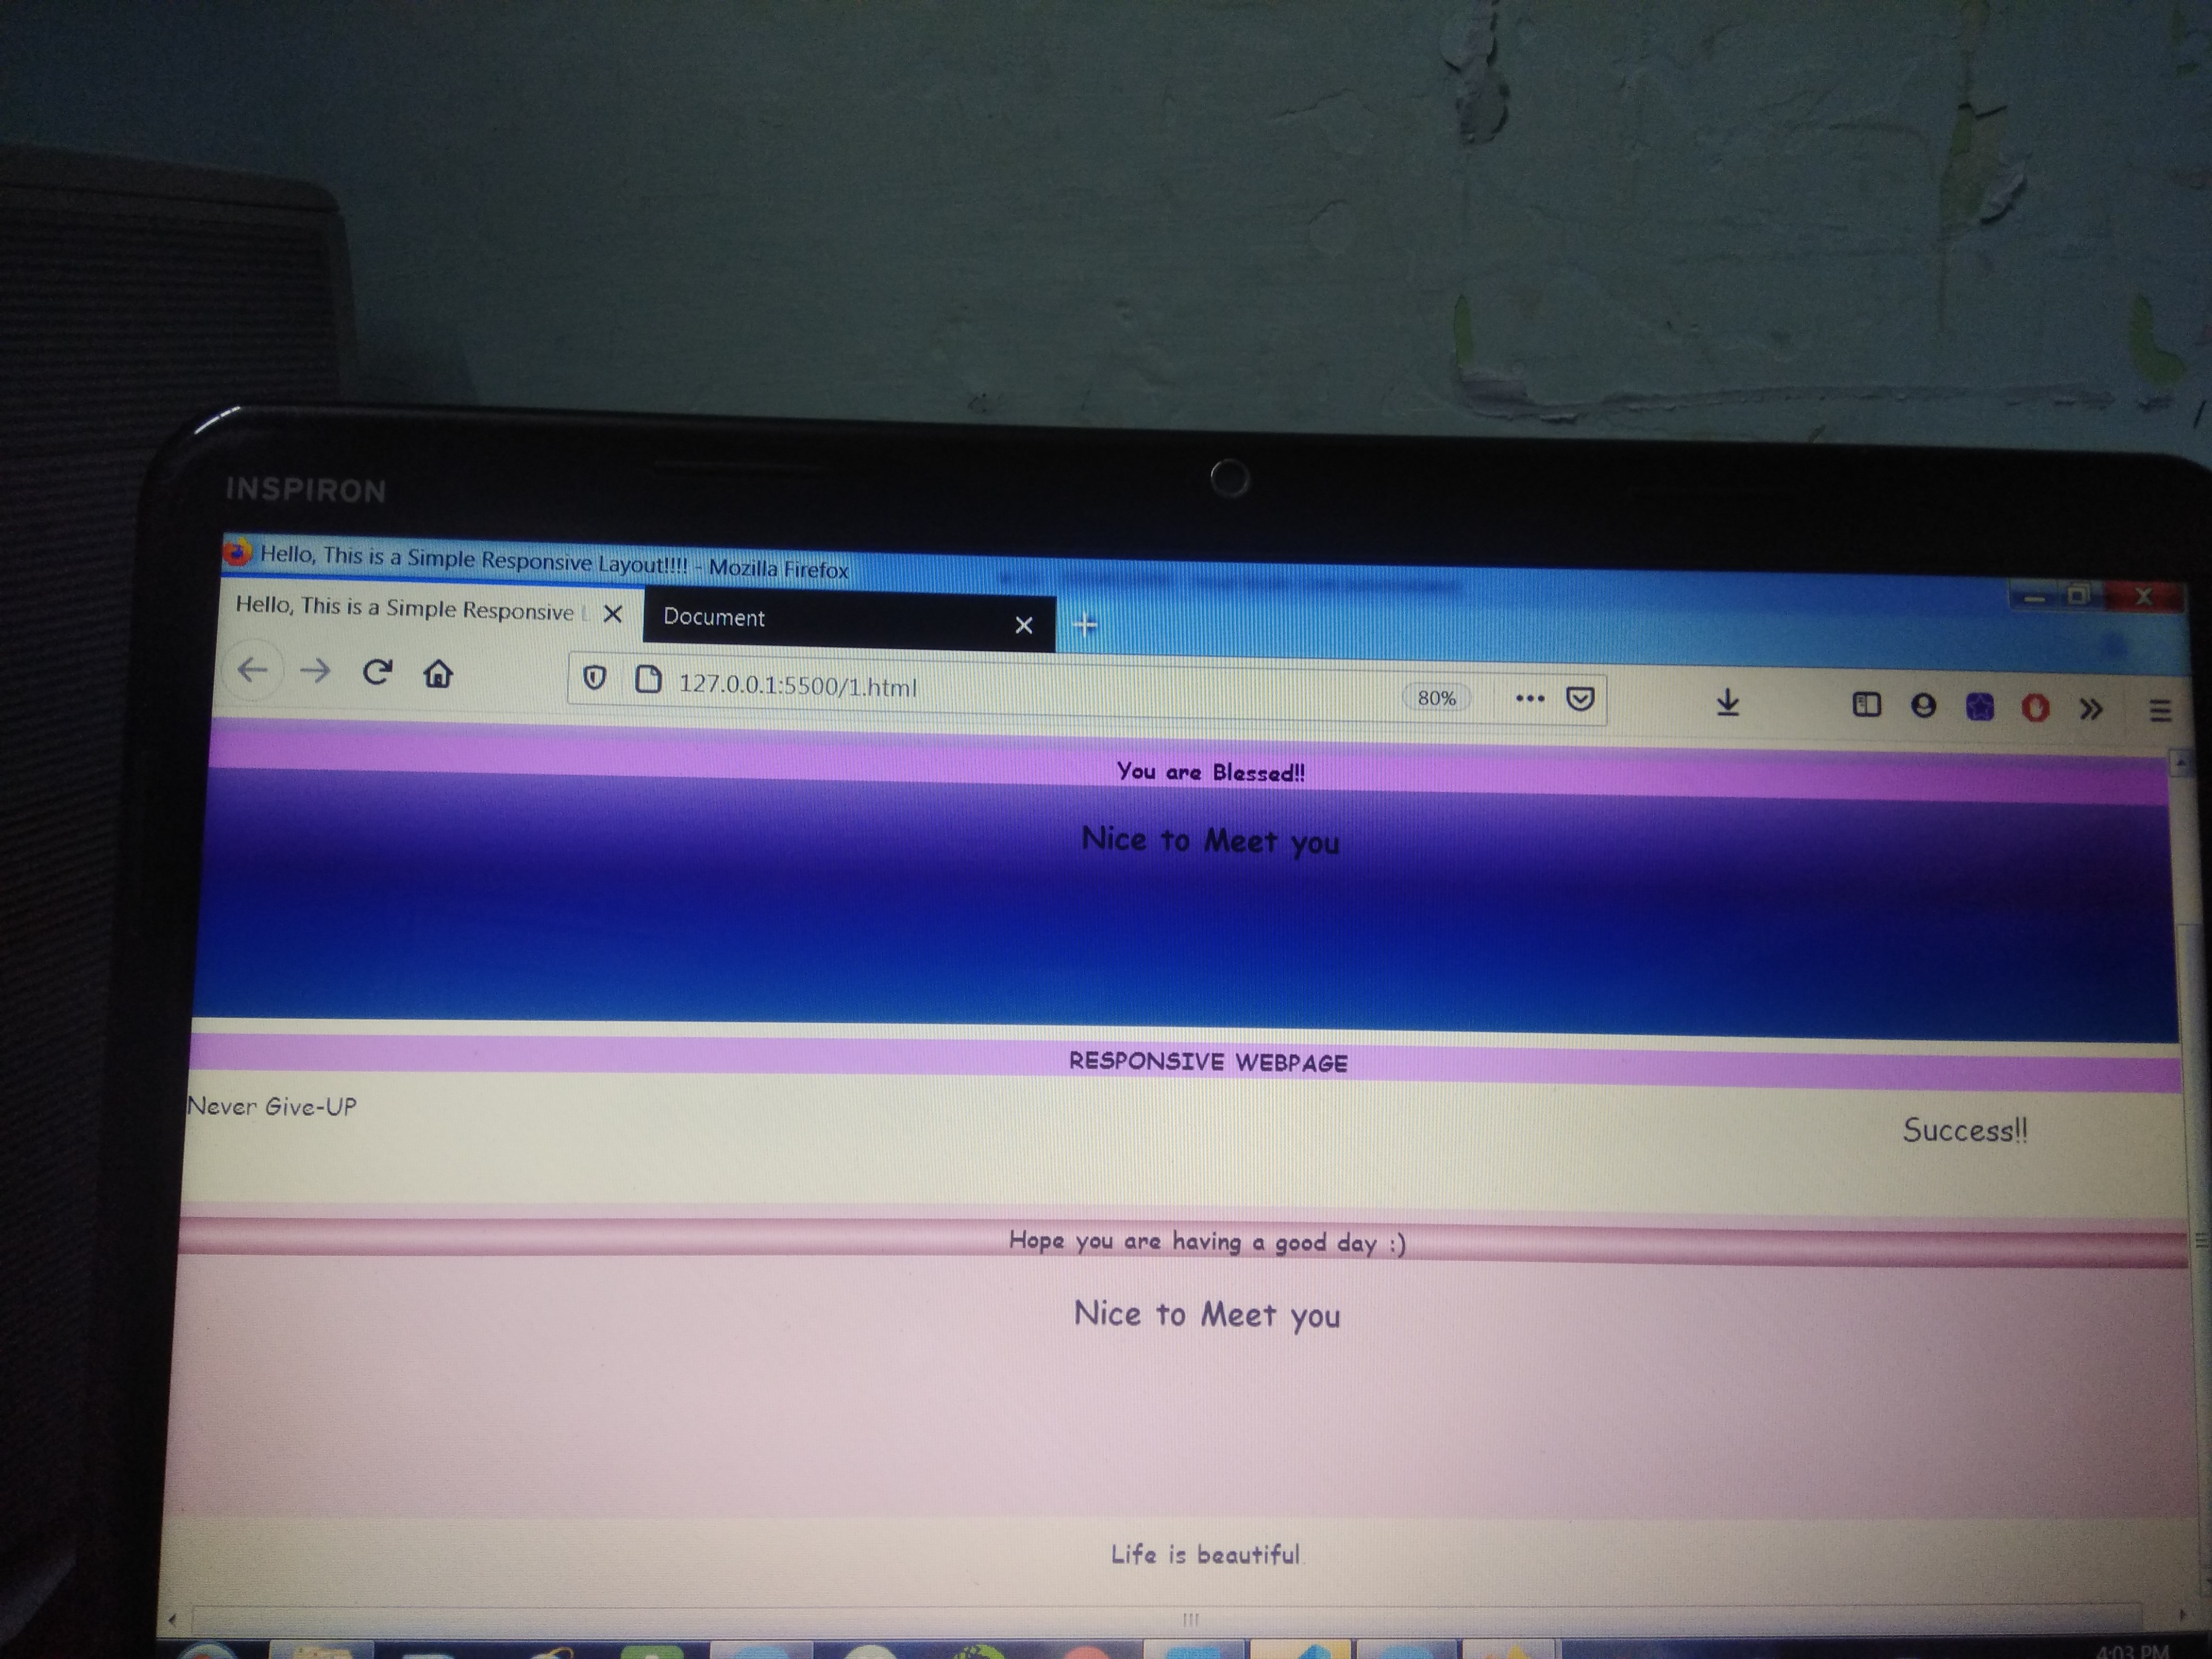 INSPIRON
Hello, This is a Simple Responsive Layout!!!! - Mozilla Firefox
Hello, This is a Simple Responsive
Document
127.0.0.1:5500/1.html
80%
You are Blessed!!
Nice to Meet you
RESPONSIVE WEBPAGE
Never Give-UP
Success!!
Hope you are having a good day :)
Nice to Meet you
Life is beautiful
4:03 PM